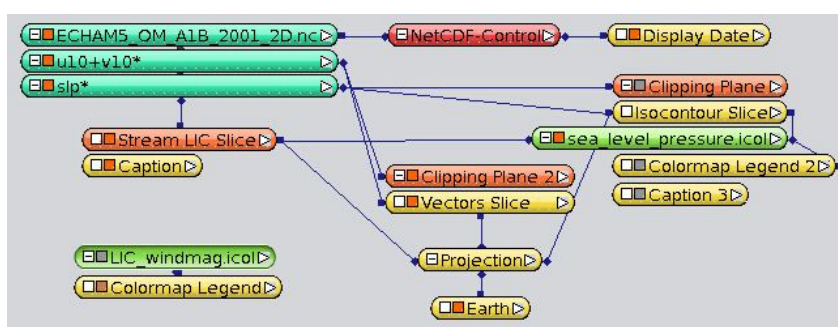 ECHAM5_OM_A1B_2001_2D.nc
NetCDF-Control
Display Date
u10+v10*
slp*
Clipping Plane
Isocontour Slice
Stream LIC Slice
sea_level_pressure.icol
Caption
Colormap Legend 2
Clipping Plane 2
Vectors Slice
Caption 3
LIC_windmag.icol
Projection
Colormap Legend
Earth